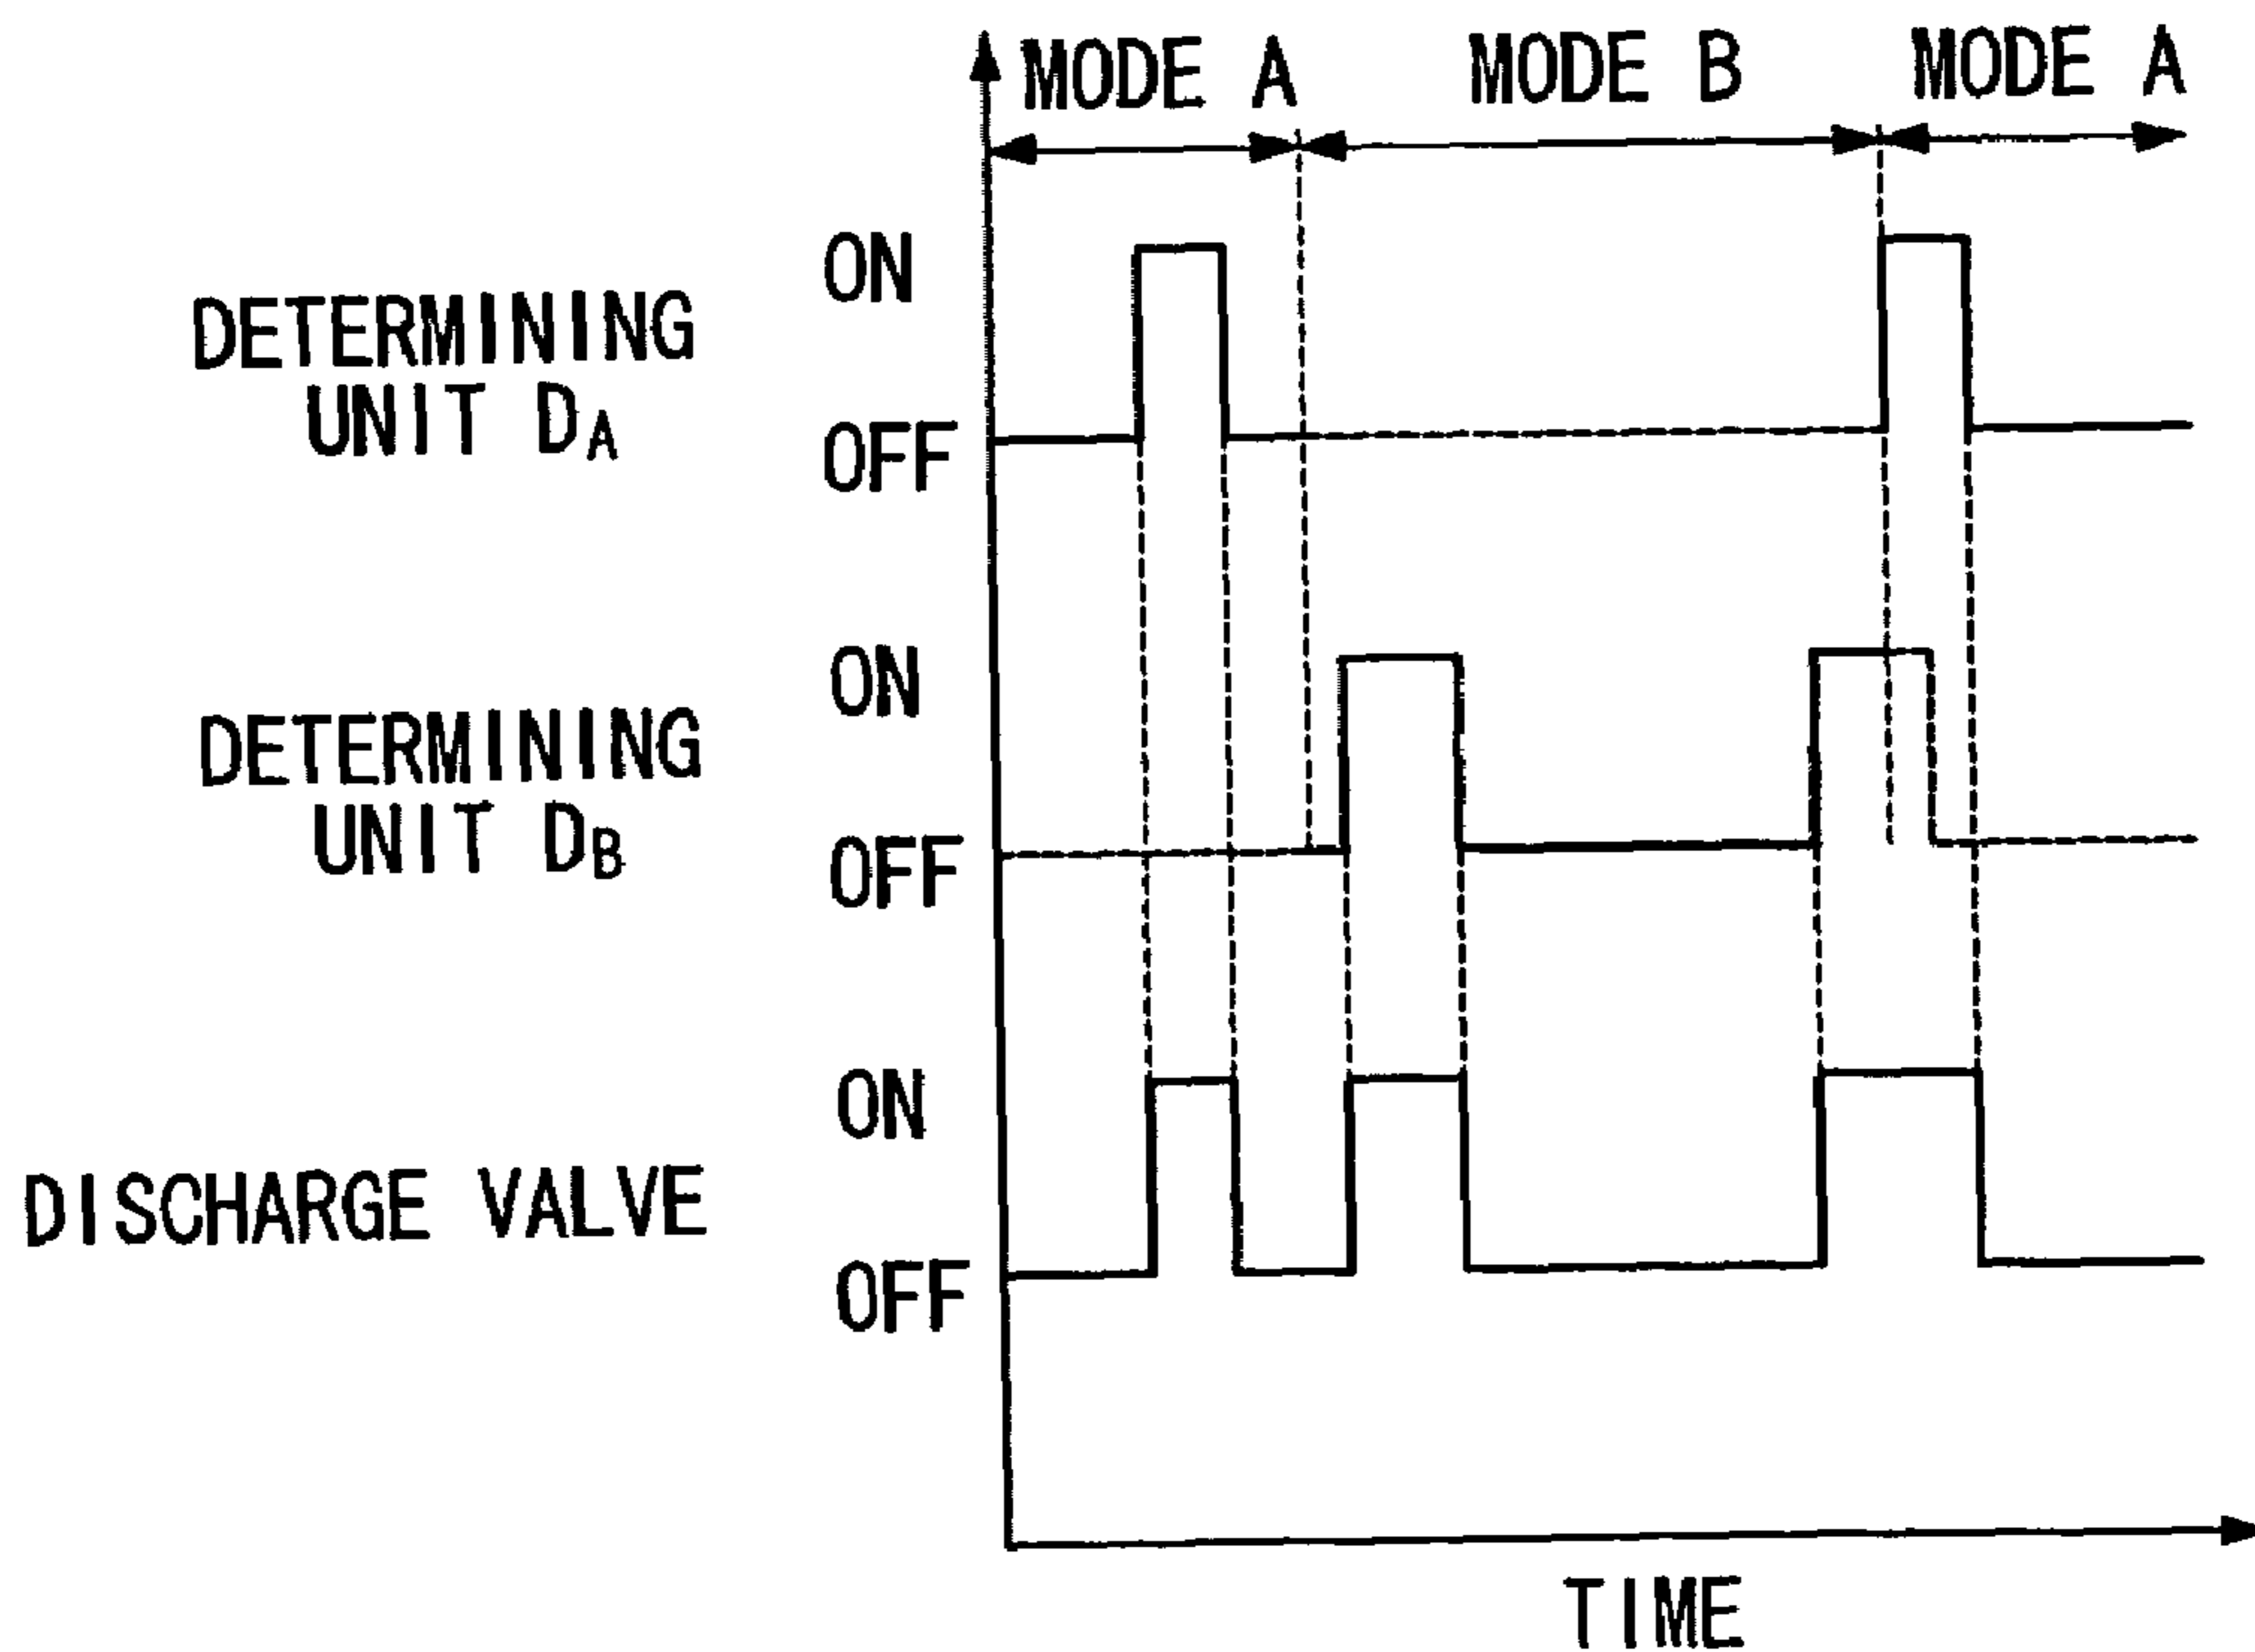 MODE A MODE B MODE A
ON
DETERMINING
UNIT DA
OFF
ON
DETERMINING
UNIT DB
OFF
ON
DISCHARGE VALVE
OFF
TIME